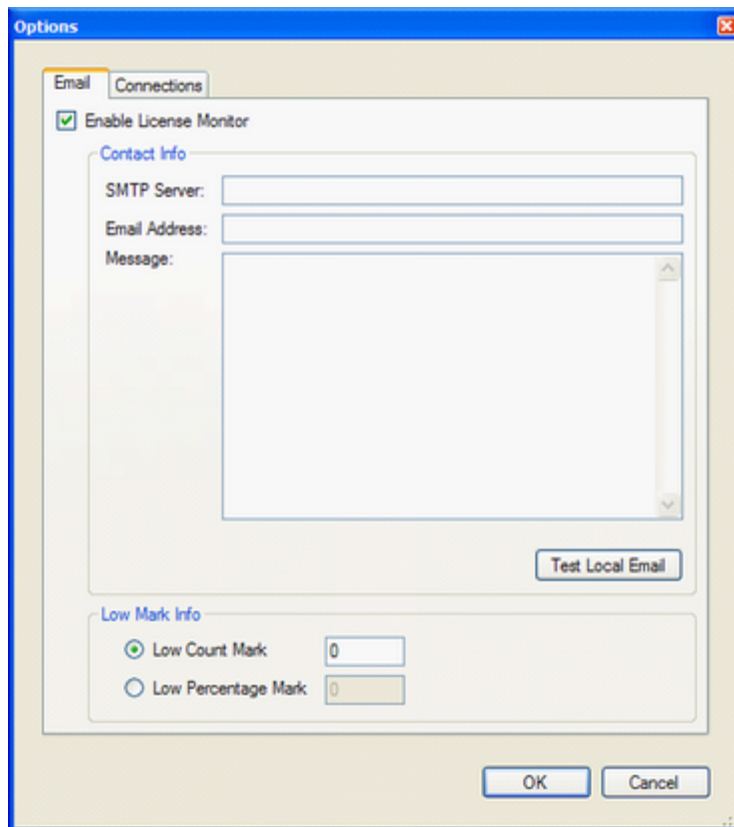 Options
Email Connections
Enable License Monitor
Contact Info
SMTP Server:
Email Address:
Message:
Test Local Email
Low Mark Info
Low Count Mark 0
Low Percentage Mark 0
OK Cancel